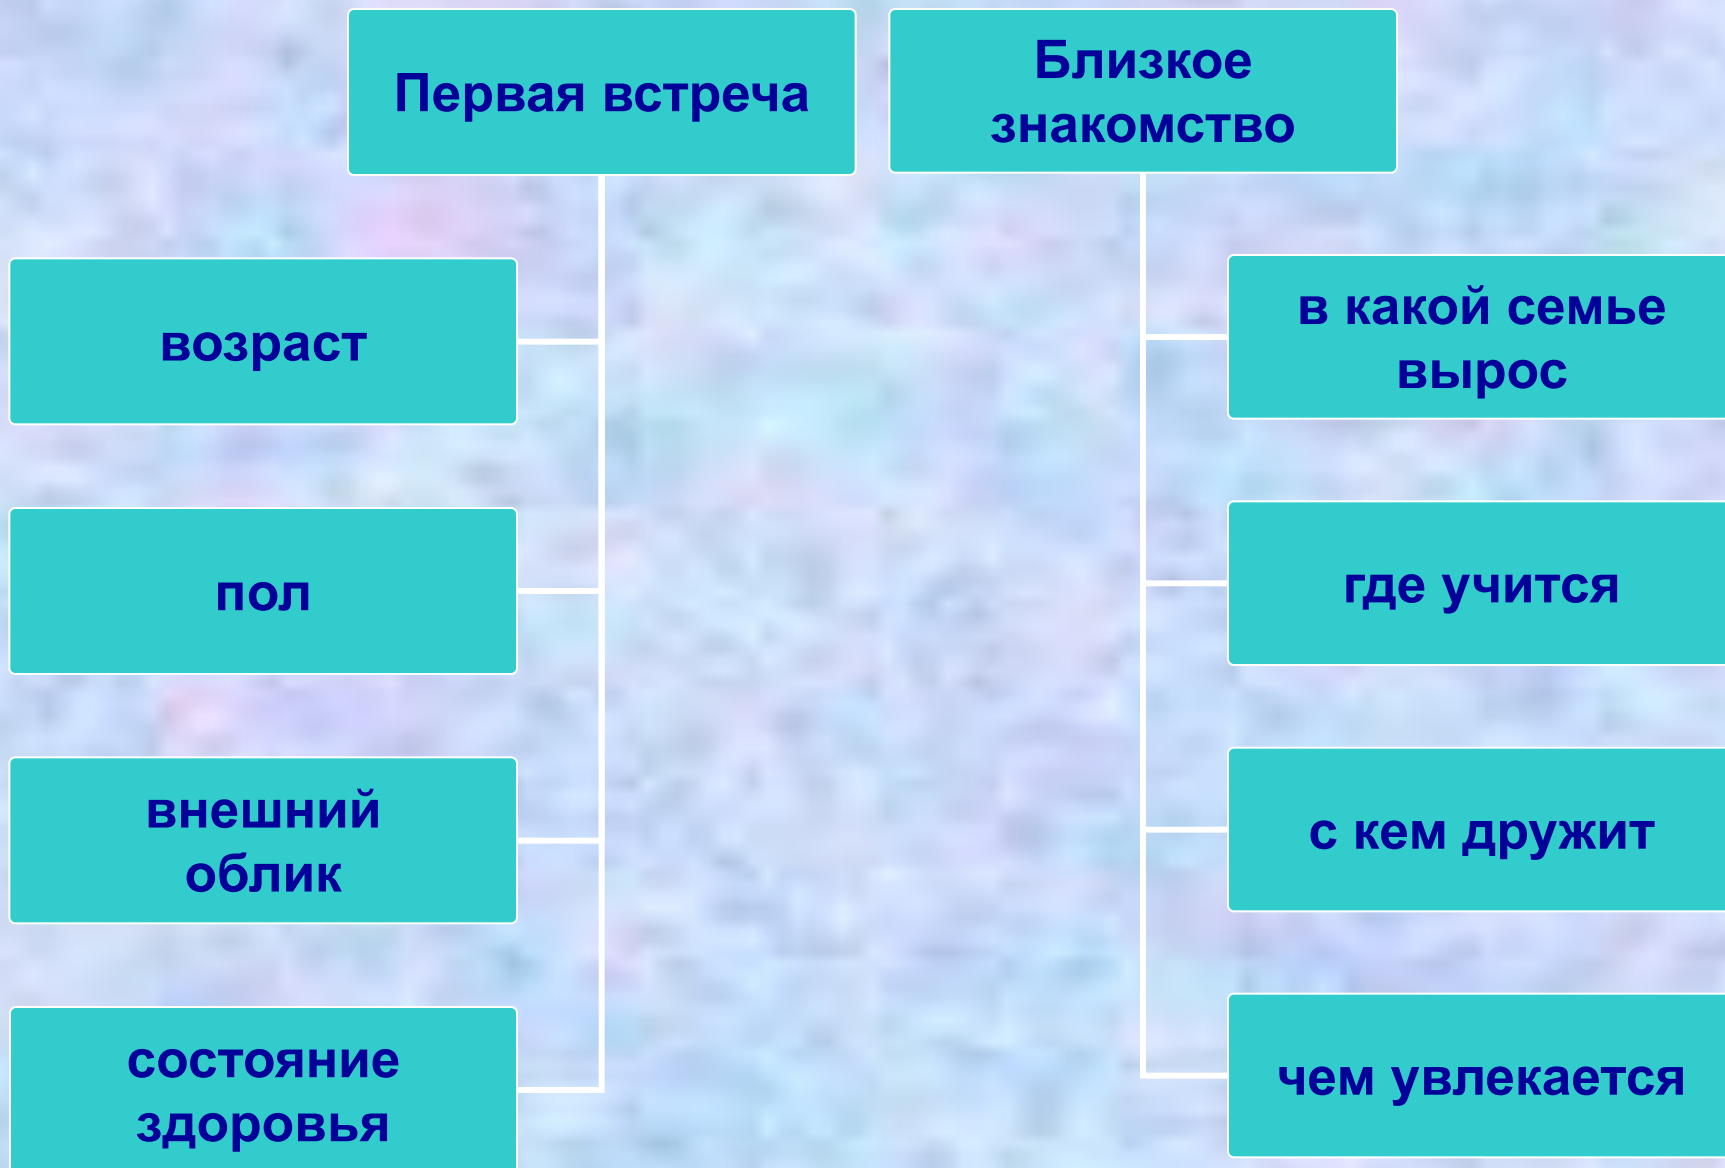 Первая встреча
возраст
пол
внешний
облик
состояние
здоровья
Близкое
знакомство
в какой семье
вырос
где учится
с кем дружит
чем увлекается